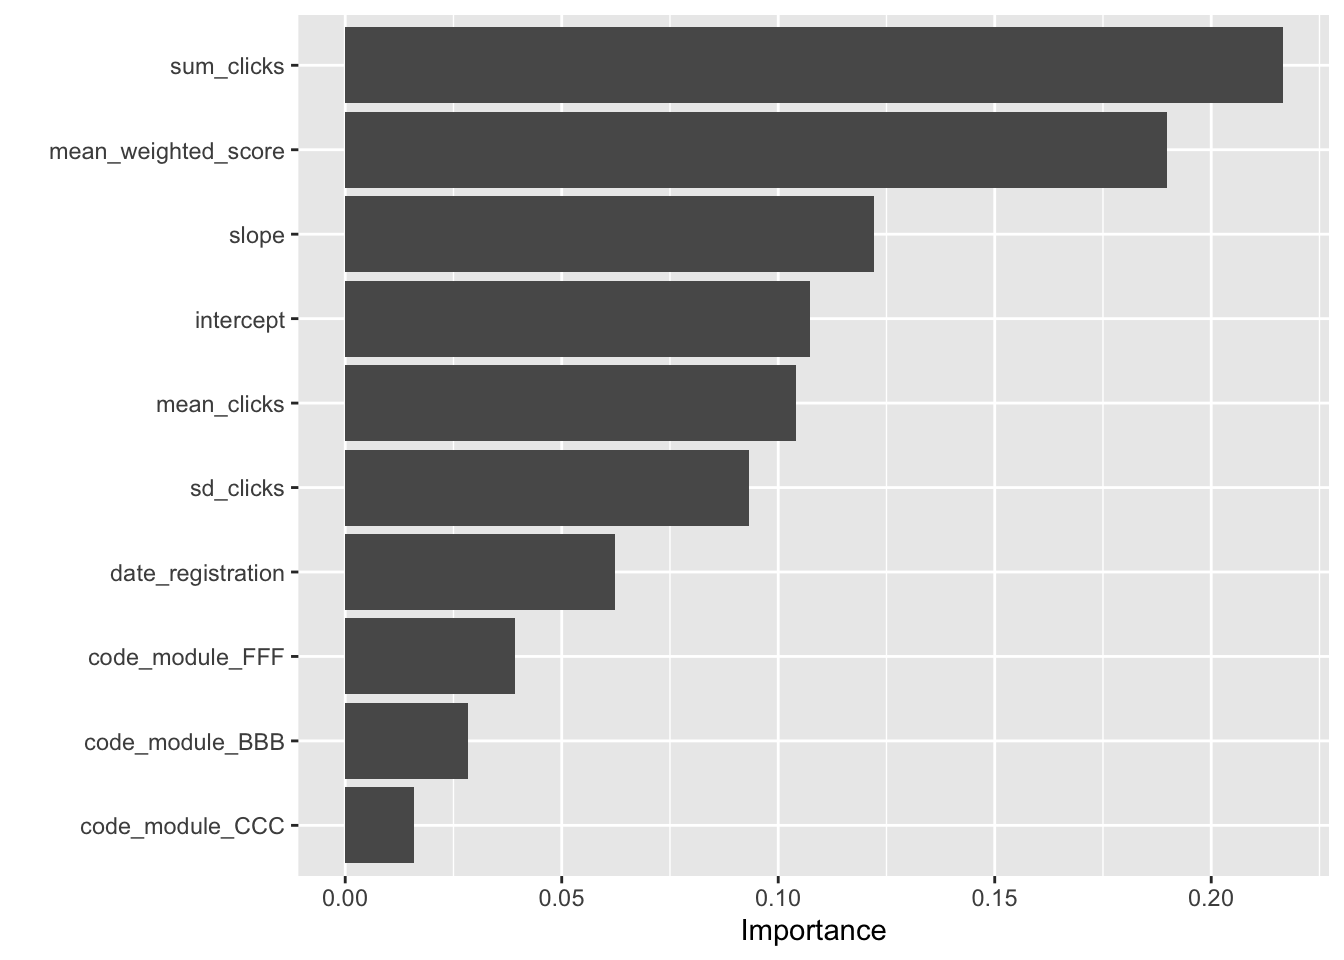 sum_clicks
mean_weighted_score
slope
intercept
mean_clicks
sd_clicks
date_registration
code_module_FFF
code_module_BBB
code_module_CCC
0.00 0.05 0.10 0.15 0.20
Importance